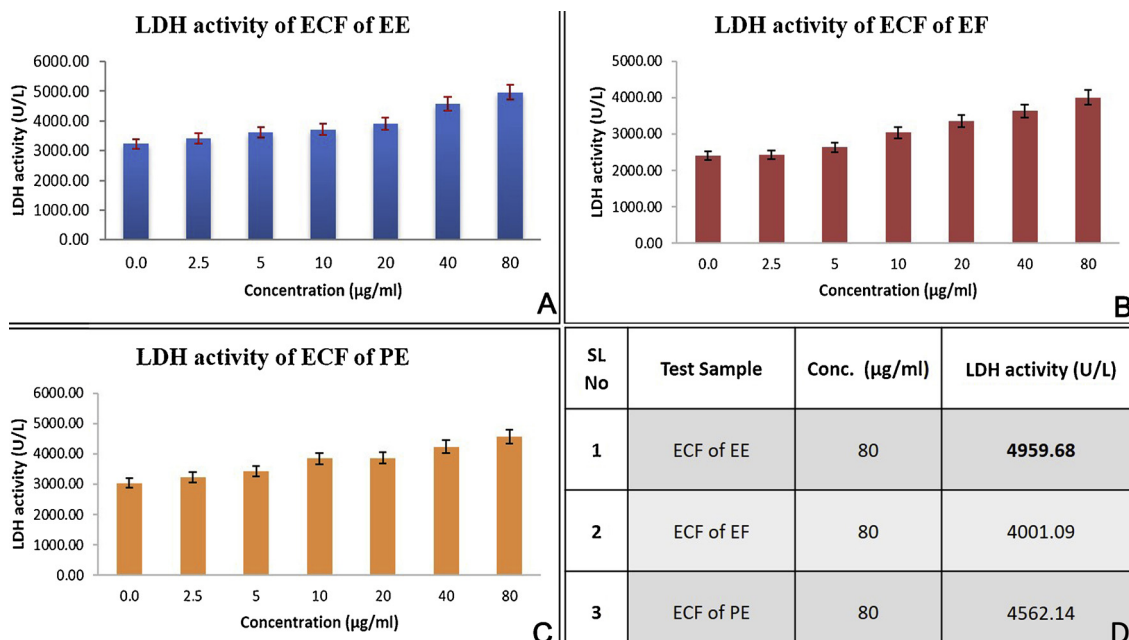 LDH activity of ECF of EE
LDH activity (U/L)
6000.00
5000.00
4000.00
3000.00
2000.00
1000.00
0.00
0.0 2.5 5 10 20 40 80
Concentration (µg/ml)
A
LDH activity of ECF of EF
LDH activity (U/L)
5000.00
4000.00
3000.00
2000.00
1000.00
0.00
0.0 2.5 5 10 20 40 80
Concentration (µg/ml)
B
LDH activity of ECF of PE
LDH activity (U/L)
6000.00
5000.00
4000.00
3000.00
2000.00
1000.00
0.00
0.0 2.5 5 10 20 40 80
Concentration (µg/ml)
C
SL No Test Sample Conc. (µg/ml) LDH activity (U/L)
1 ECF of EE 80 4959.68
2 ECF of EF 80 4001.09
3 ECF of PE 80 4562.14
D